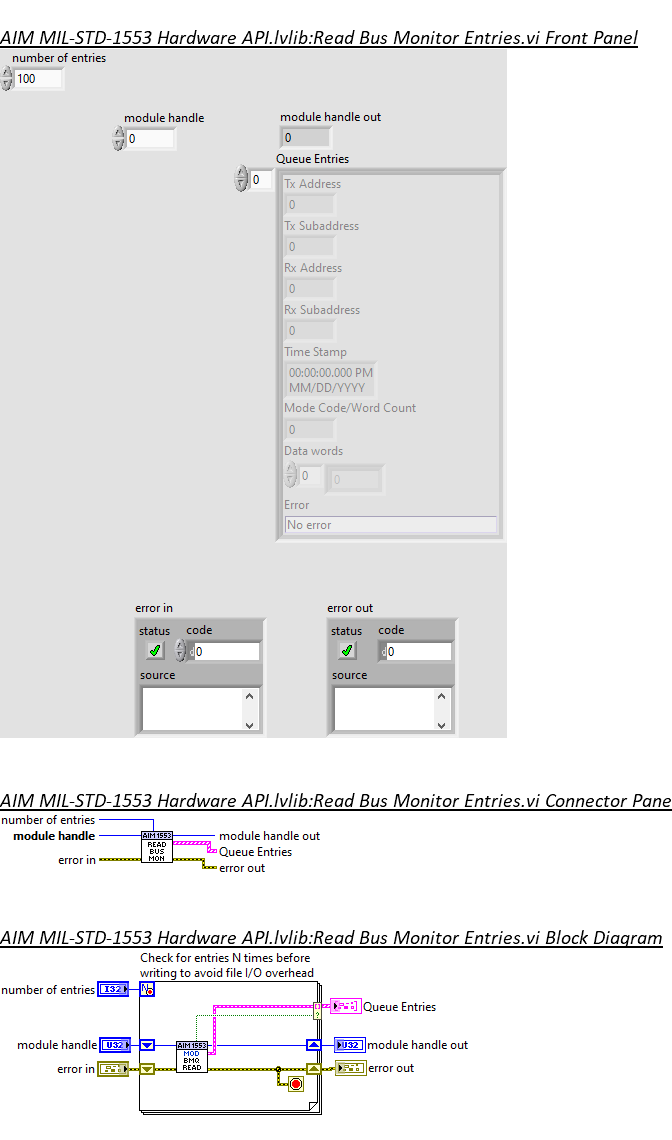 AIM MIL-STD-1553 Hardware API.lvlib:Read Bus Monitor Entries.vi Front Panel
number of entries
100
module handle
0
module handle out
0
Queue Entries
0
Tx Address
0
Tx Subaddress
0
Rx Address
0
Rx Subaddress
0
Time Stamp
00:00:00.000 PM
MM/DD/YYYY
Mode Code/Word Count
0
Data words
0
0
Error
No error
error in
status
code
d0
source
error out
status
code
d0
source
AIM MIL-STD-1553 Hardware API.lvlib:Read Bus Monitor Entries.vi Connector Pane
number of entries
module handle
error in
AIM1553
READ
BUS
MON
module handle out
Queue Entries
error out
AIM MIL-STD-1553 Hardware API.lvlib:Read Bus Monitor Entries.vi Block Diagram
Check for entries N times before
writing to avoid file I/O overhead
number of entries
I32
N
?
Queue Entries
module handle
U32
AIM1553
MOD
BMQ
READ
U32
module handle out
error in
error out